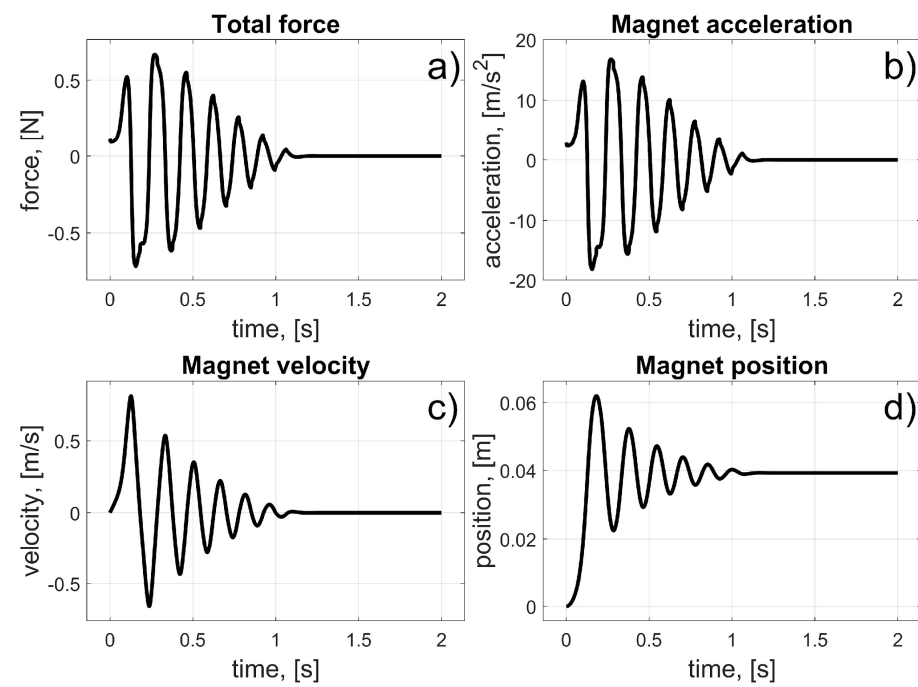 Total force
a)
0.5
0
-0.5
force, [N]
0 0.5 1 1.5 2
time, [s]
Magnet acceleration
b)
20
10
0
-10
-20
acceleration, [m/s²]
0 0.5 1 1.5 2
time, [s]
Magnet velocity
c)
0.5
0
-0.5
velocity, [m/s]
0 0.5 1 1.5 2
time, [s]
Magnet position
d)
0.06
0.04
0.02
0
position, [m]
0 0.5 1 1.5 2
time, [s]